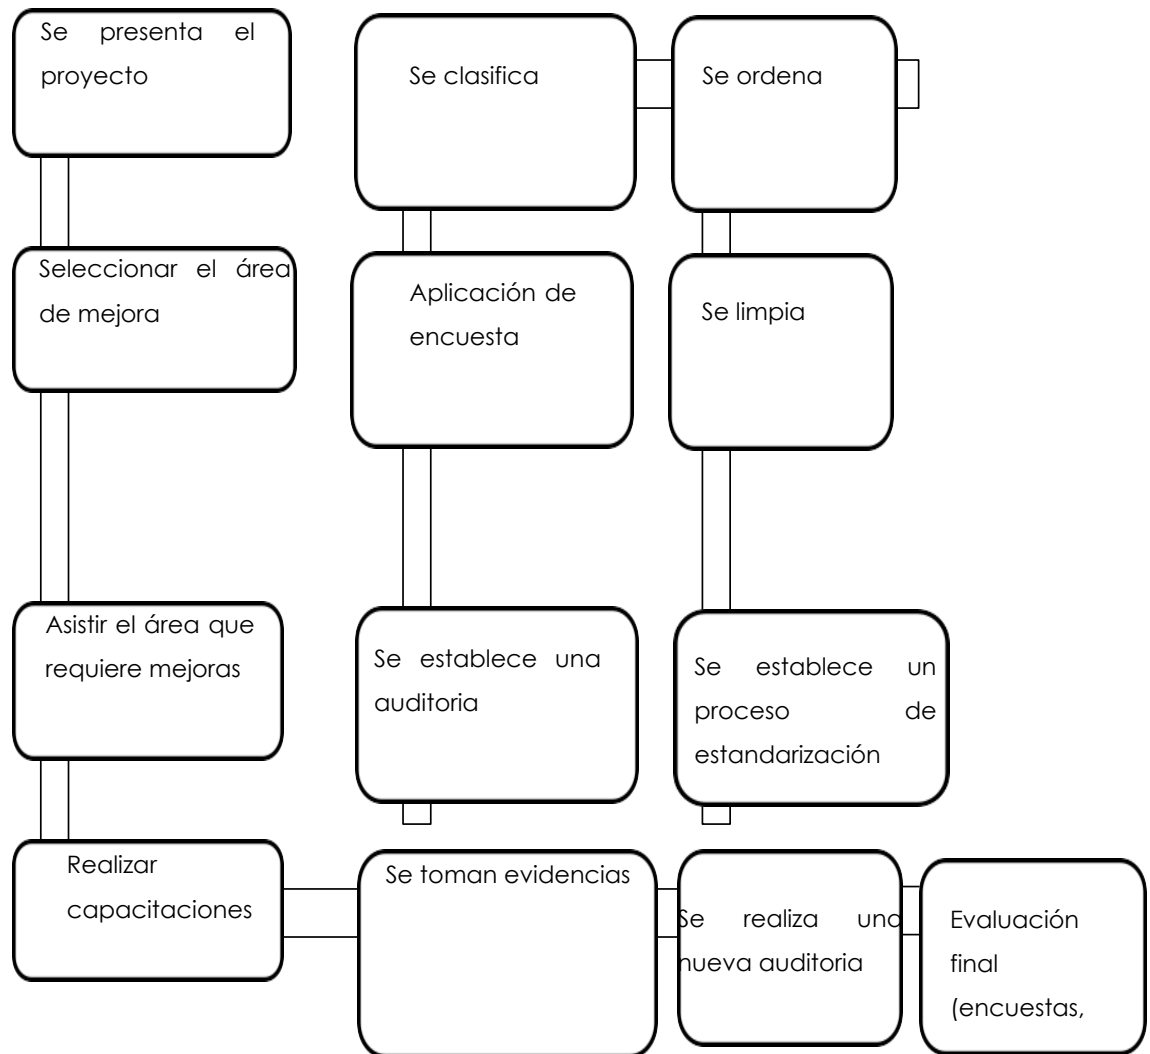 Se presenta el
proyecto
Seleccionar el área
de mejora
Asistir el área que
requiere mejoras
Realizar
capacitaciones
Se clasifica
Aplicación de
encuesta
Se establece una
auditoria
Se toman evidencias
Se ordena
Se limpia
Se establece un
proceso de
estandarización
Se realiza una
nueva auditoria
Evaluación
final
(encuestas,